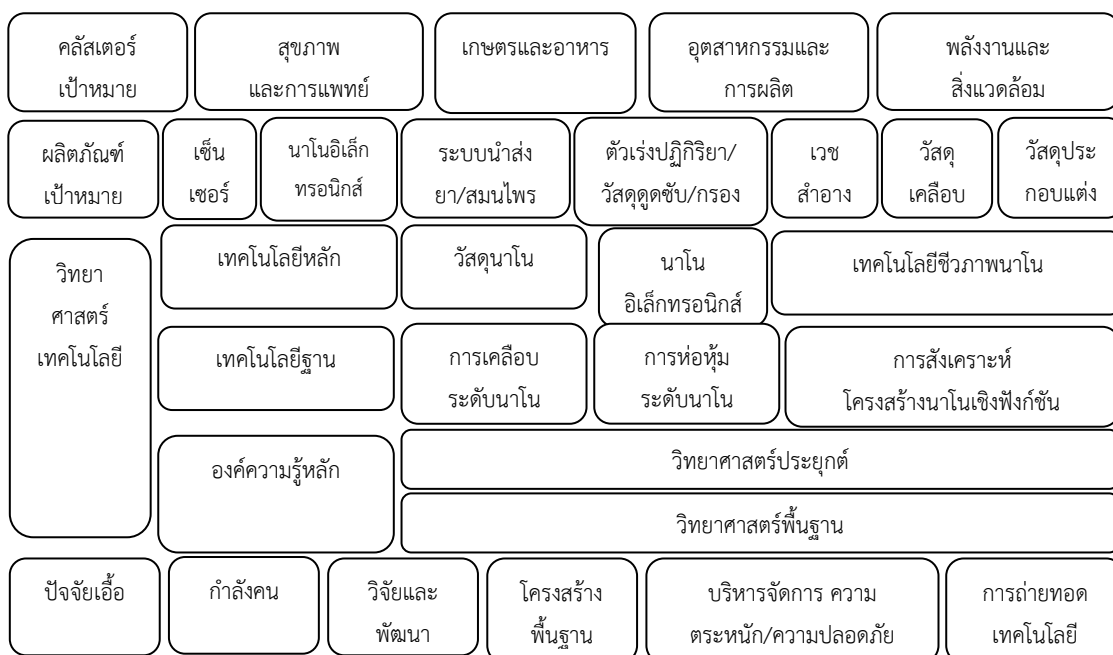 คลัสเตอร์
เป้าหมาย
สุขภาพ
และการแพทย์
เกษตรและอาหาร
อุตสาหกรรมและ
การผลิต
พลังงานและ
สิ่งแวดล้อม
ผลิตภัณฑ์
เป้าหมาย
เซ็น
เซอร์
นาโนอิเล็ก
ทรอนิกส์
ระบบนำส่ง
ยา/สมนไพร
ตัวเร่งปฏิกิริยา/
วัสดุดูดซับ/กรอง
เวช
สำอาง
วัสดุ
เคลือบ
วัสดุประ
กอบแต่ง
วิทยา
ศาสตร์
เทคโนโลยี
เทคโนโลยีหลัก
วัสดุนาโน
นาโน
อิเล็กทรอนิกส์
เทคโนโลยีชีวภาพนาโน
เทคโนโลยีฐาน
การเคลือบ
ระดับนาโน
การห่อหุ้ม
ระดับนาโน
การสังเคราะห์
โครงสร้างนาโนเชิงฟังก์ชัน
องค์ความรู้หลัก
วิทยาศาสตร์ประยุกต์
วิทยาศาสตร์พื้นฐาน
ปัจจัยเอื้อ
กำลังคน
วิจัยและ
พัฒนา
โครงสร้าง
พื้นฐาน
บริหารจัดการ ความ
ตระหนัก/ความปลอดภัย
การถ่ายทอด
เทคโนโลยี